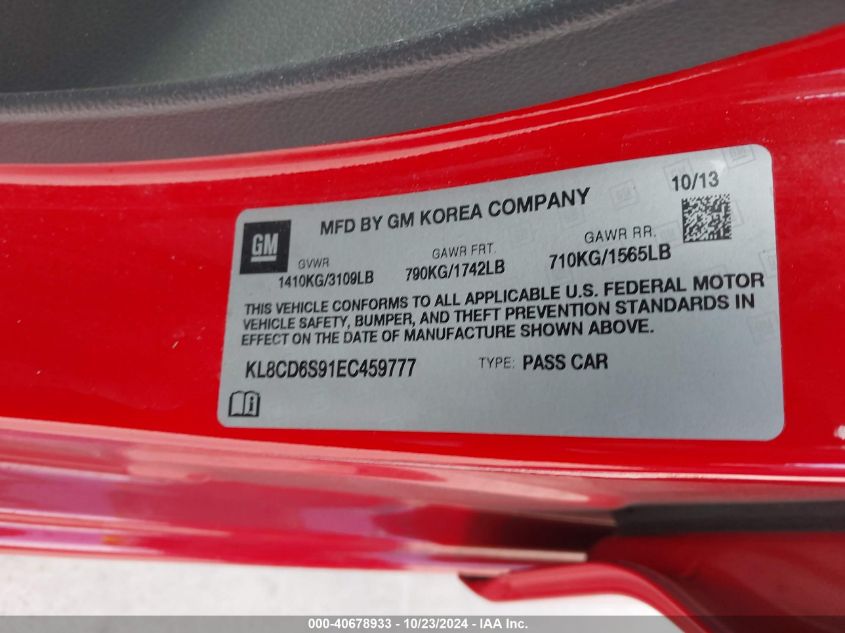 10/13
MFD BY GM KOREA COMPANY
GM
GVWR GAWR FRT. GAWR RR.
1410KG/3109LB 790KG/1742LB 710KG/1565LB
THIS VEHICLE CONFORMS TO ALL APPLICABLE U.S. FEDERAL MOTOR
VEHICLE SAFETY, BUMPER, AND THEFT PREVENTION STANDARDS IN
EFFECT ON THE DATE OF MANUFACTURE SHOWN ABOVE.
KL8CD6S91EC459777 TYPE: PASS CAR
000-40678933 - 10/23/2024 - IAA Inc.